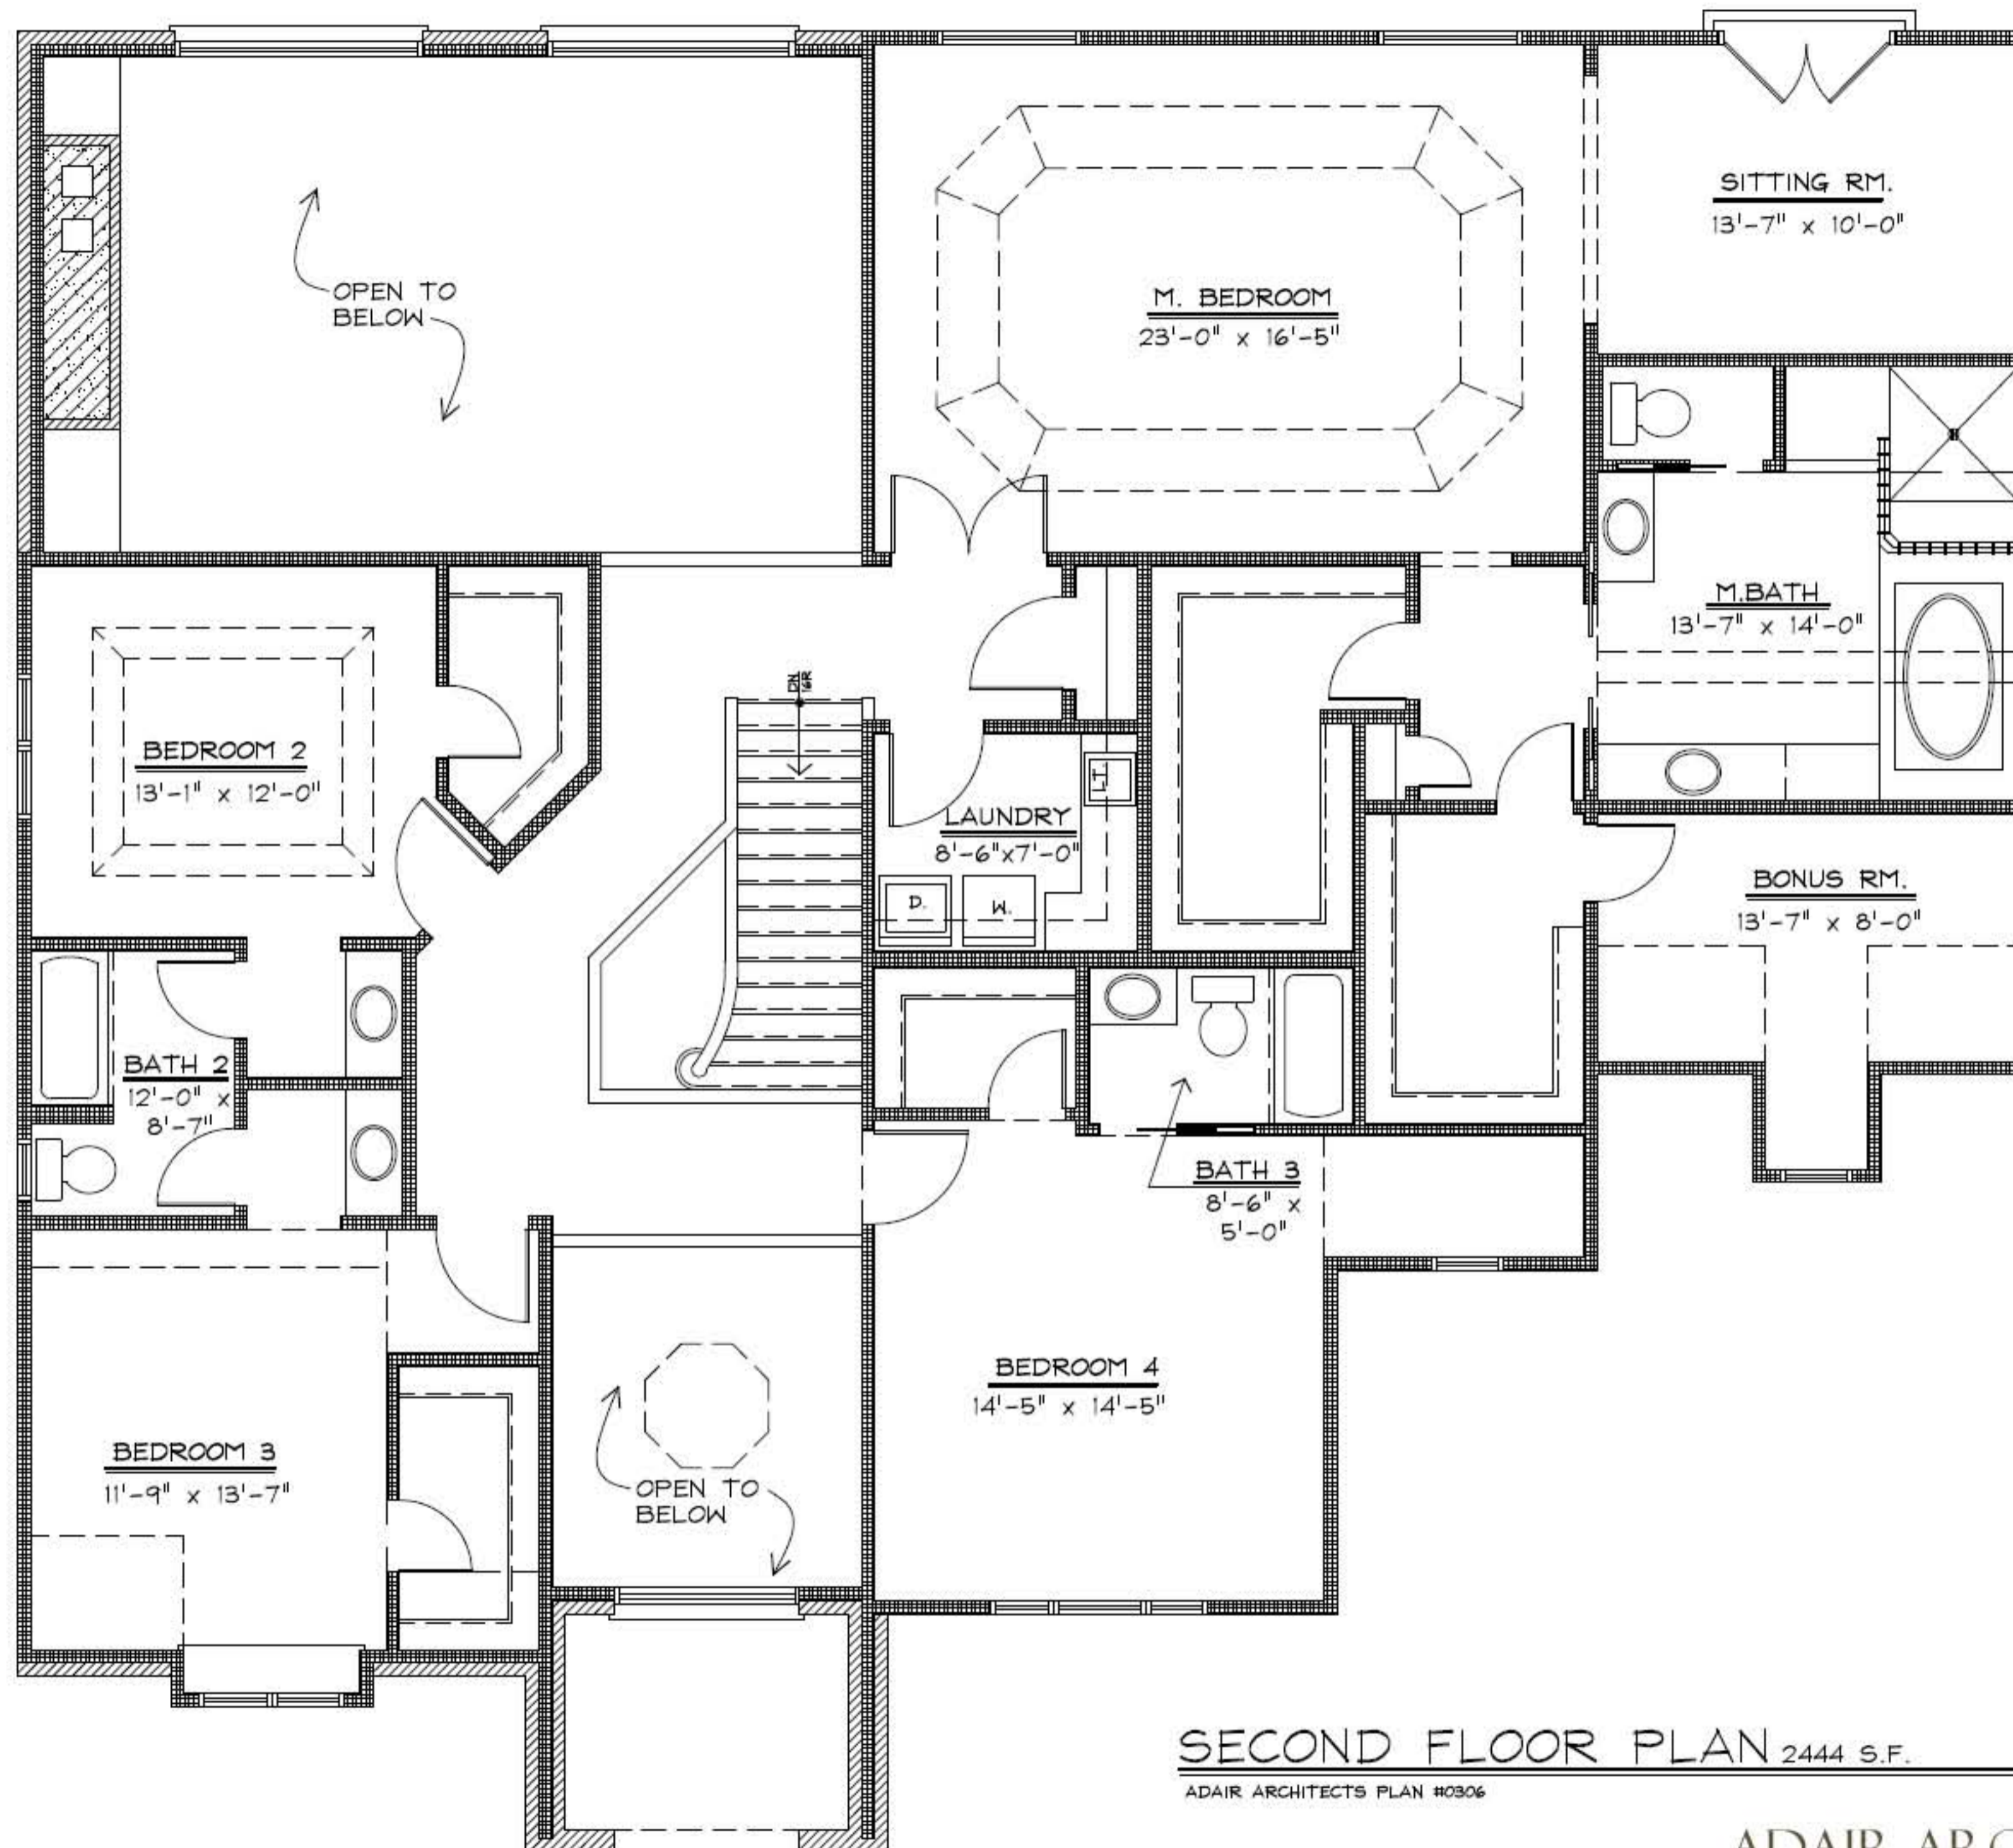 SITTING RM.
13'-7" x 10'-0"
OPEN TO
BELOW
M. BEDROOM
23'-0" x 16'-5"
M.BATH
13'-7" x 14'-0"
DN
16R
BEDROOM 2
13'-1" x 12'-0"
L.T.
LAUNDRY
8'-6"x7'-0"
D.
W.
BONUS RM.
13'-7" x 8'-0"
BATH 2
12'-0" x
8'-7"
BATH 3
8'-6" x
5'-0"
BEDROOM 4
14'-5" x 14'-5"
BEDROOM 3
11'-9" x 13'-7"
OPEN TO
BELOW
SECOND FLOOR PLAN 2444 S.F.
ADAIR ARCHITECTS PLAN #0306
ADAIR